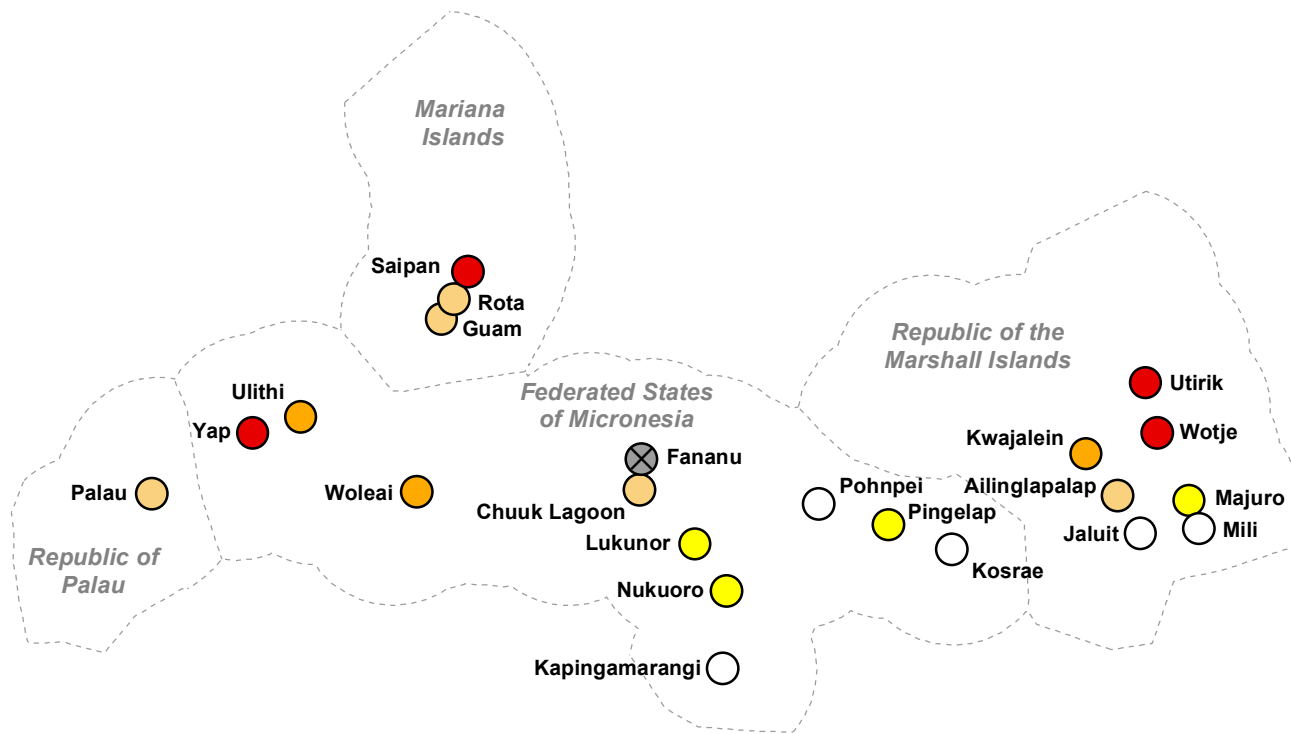 Mariana
Islands
Saipan
Rota
Guam
Republic of the
Marshall Islands
Ulithi
Yap
Federated States
of Micronesia
Utirik
Wotje
Kwajalein
Fananu
Palau
Woleai
Chuuk Lagoon
Pohnpei
Pingelap
Ailinglapalap
Majuro
Mili
Jaluit
Lukunor
Kosrae
Republic of
Palau
Nukuoro
Kapingamarangi